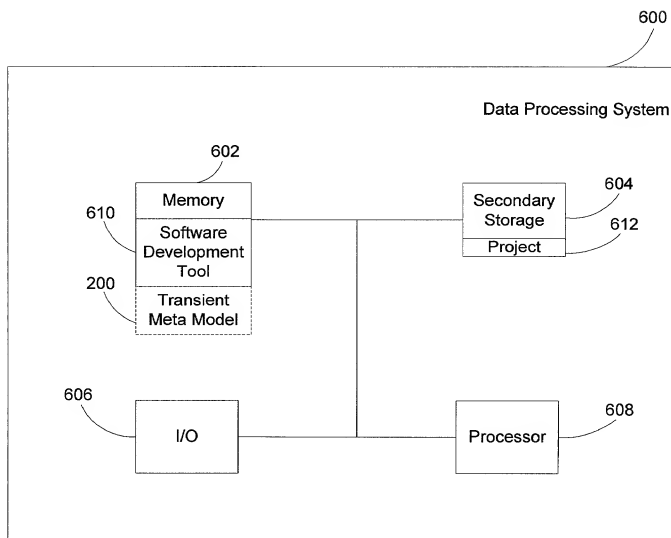 600
Data Processing System
602
Memory
610
Software
Development
Tool
200
Transient
Meta Model
Secondary
Storage
604
612
Project
606
I/O
Processor
608